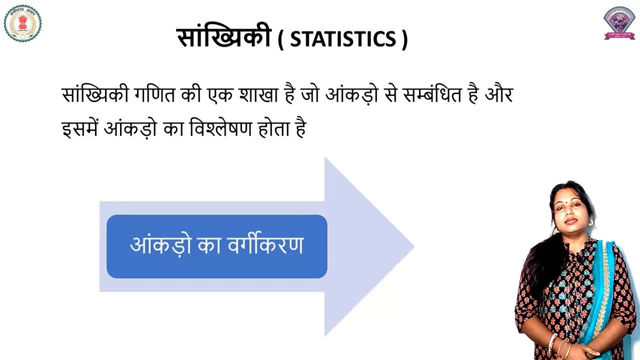 सांख्यिकी ( STATISTICS )
सांख्यिकी गणित की एक शाखा है जो आंकड़ो से सम्बंधित है और
इसमें आंकड़ो का विश्लेषण होता है
आंकड़ो का वर्गीकरण